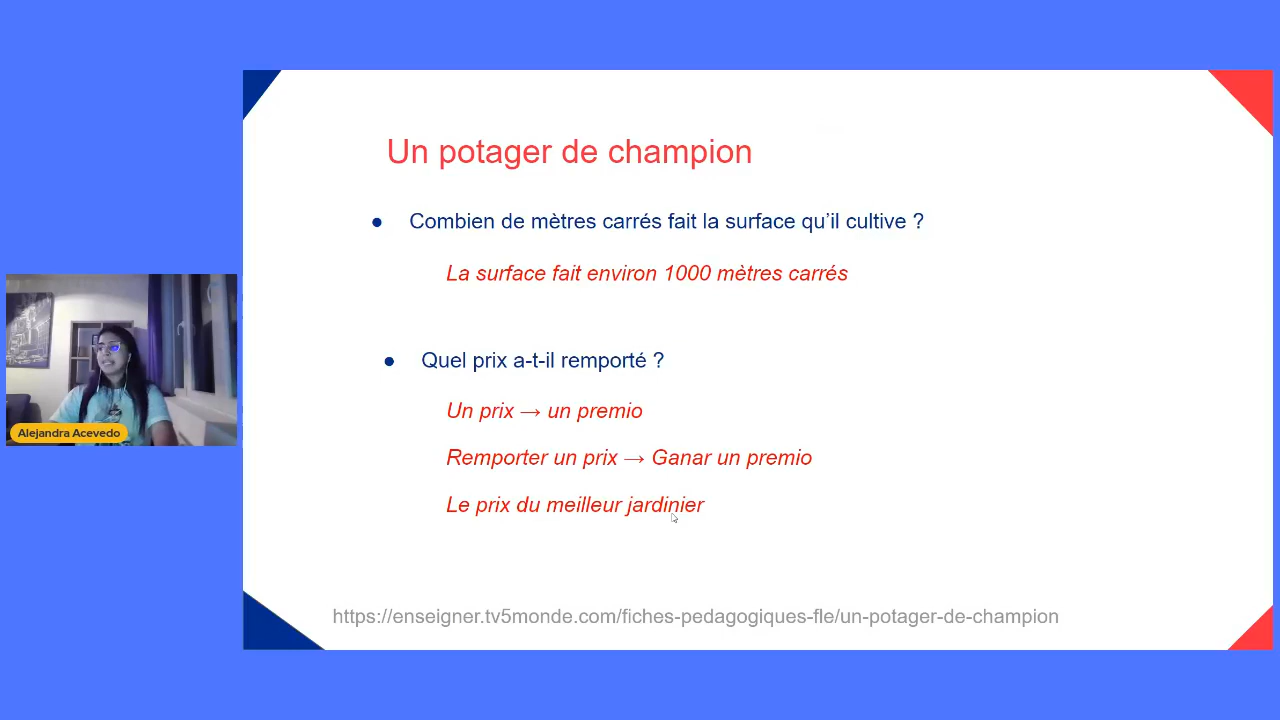 Un potager de champion
● Combien de mètres carrés fait la surface qu'il cultive ?
La surface fait environ 1000 mètres carrés
● Quel prix a-t-il remporté ?
Un prix → un premio
Remporter un prix → Ganar un premio
Le prix du meilleur jardinier
Alejandra Acevedo
https://enseigner.tv5monde.com/fiches-pedagogiques-fle/un-potager-de-champion